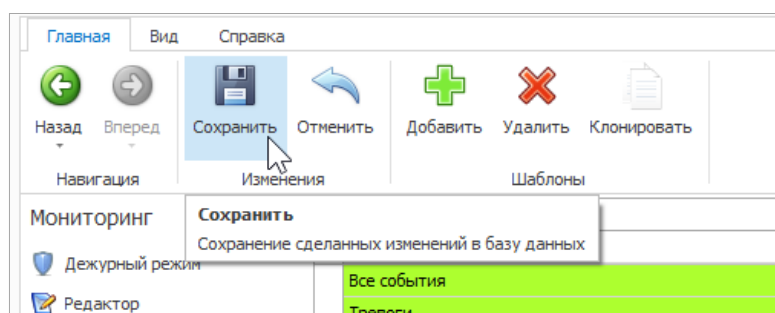 Главная Вид Справка
Назад Вперед Сохранить Отменить Добавить Удалить Клонировать
Навигация Изменения Шаблоны
Мониторинг
Сохранить
Сохранение сделанных изменений в базу данных
Дежурный режим
Все события
Редактор
Тревоги